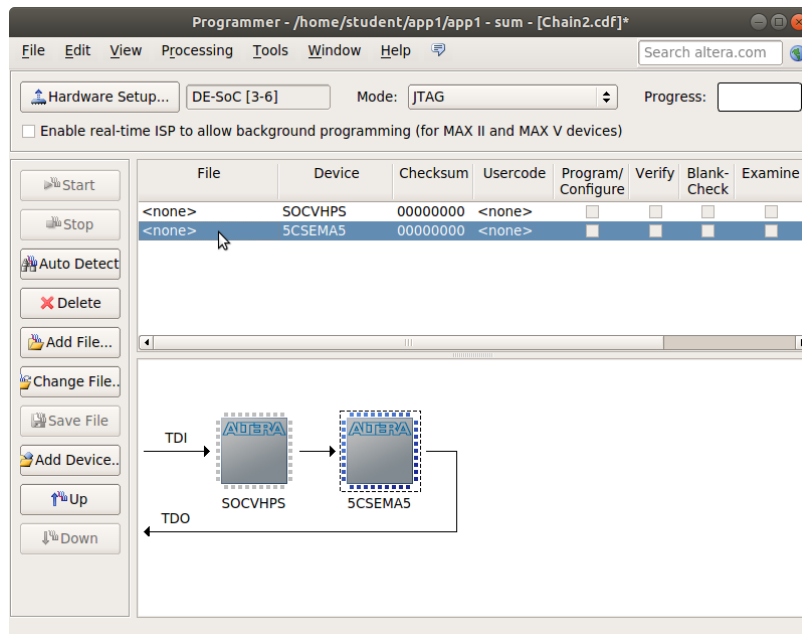 Programmer - /home/student/app1/app1 - sum - [Chain2.cdf]*
File Edit View Processing Tools Window Help Search altera.com
Hardware Setup... DE-SoC [3-6] Mode: JTAG Progress:
Enable real-time ISP to allow background programming (for MAX II and MAX V devices)
Start
Stop
Auto Detect
Delete
Add File...
Change File..
Save File
Add Device..
Up
Down
File Device Checksum Usercode Program/ Configure Verify Blank- Check Examine
<none> SOCVHPS 00000000 <none>
<none> 5CSEMA5 00000000 <none>
TDI
ALTERA ALTERA
SOCVHPS 5CSEMA5
TDO